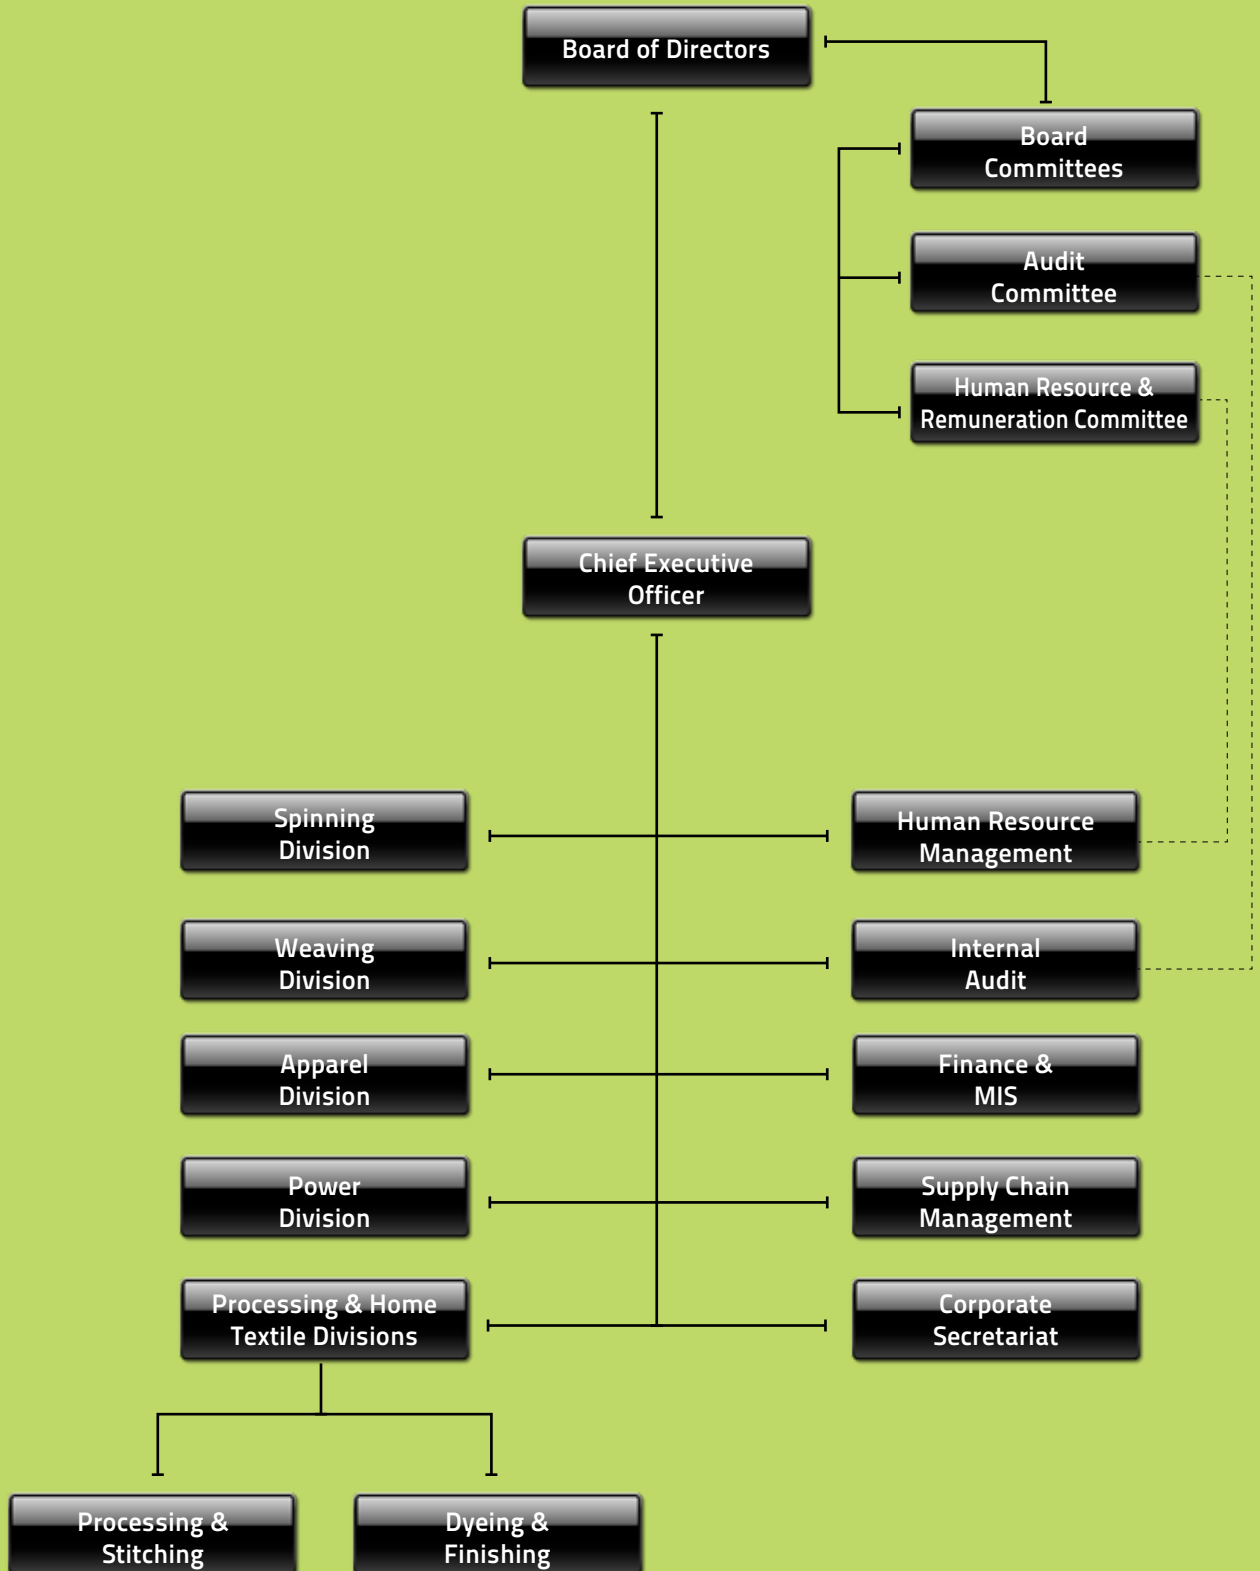 Board of Directors
Board
Committees
Audit
Committee
Human Resource &
Remuneration Committee
Chief Executive
Officer
Spinning
Division
Human Resource
Management
Weaving
Division
Internal
Audit
Apparel
Division
Finance &
MIS
Power
Division
Supply Chain
Management
Processing & Home
Textile Divisions
Corporate
Secretariat
Processing &
Stitching
Dyeing &
Finishing